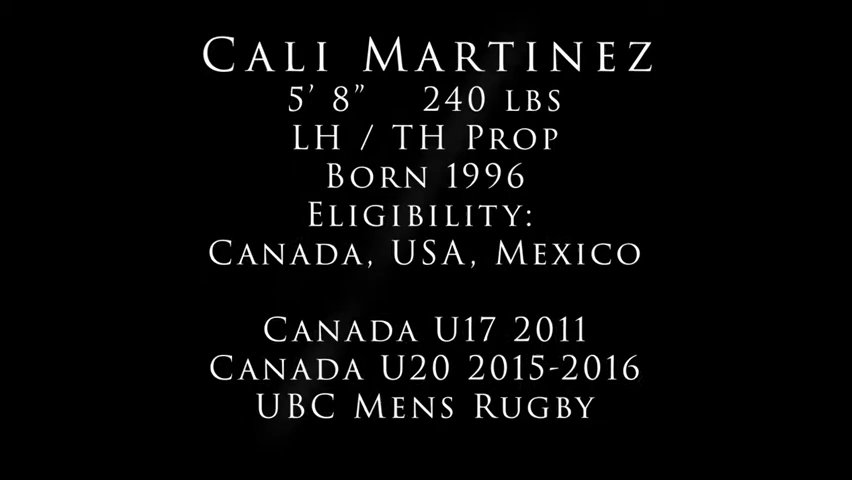 Cali Martinez
5’ 8” 240 lbs
LH / TH Prop
Born 1996
Eligibility:
Canada, USA, Mexico
Canada U17 2011
Canada U20 2015-2016
UBC Mens Rugby